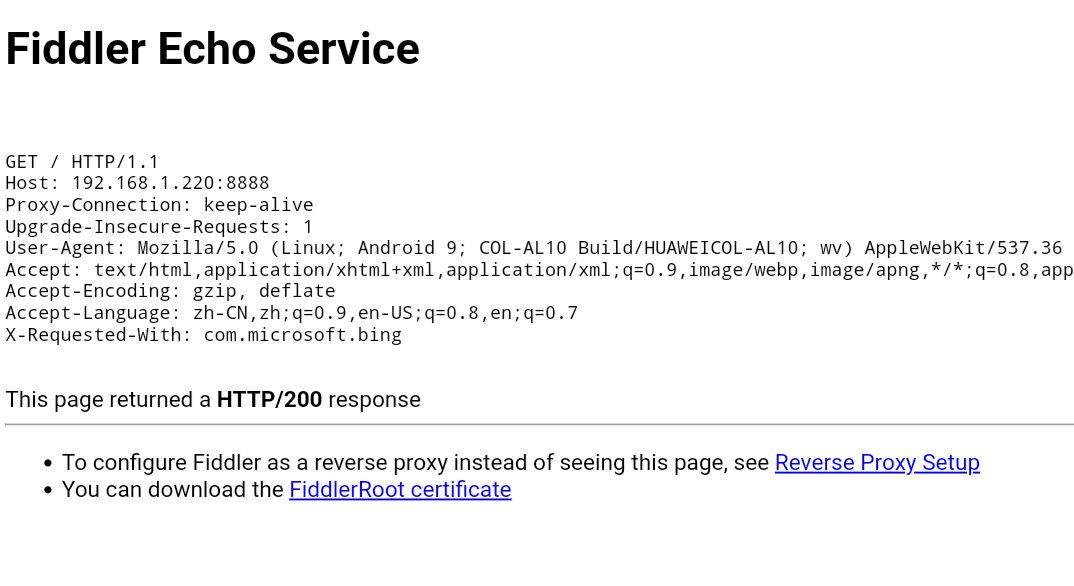 Fiddler Echo Service
GET / HTTP/1.1
Host: 192.168.1.220:8888
Proxy-Connection: keep-alive
Upgrade-Insecure-Requests: 1
User-Agent: Mozilla/5.0 (Linux; Android 9; COL-AL10 Build/HUAWEICOL-AL10; wv) AppleWebKit/537.36
Accept: text/html,application/xhtml+xml,application/xml;q=0.9,image/webp,image/apng,*/*;q=0.8,app
Accept-Encoding: gzip, deflate
Accept-Language: zh-CN,zh;q=0.9,en-US;q=0.8,en;q=0.7
X-Requested-With: com.microsoft.bing
This page returned a HTTP/200 response
• To configure Fiddler as a reverse proxy instead of seeing this page, see Reverse Proxy Setup
• You can download the FiddlerRoot certificate